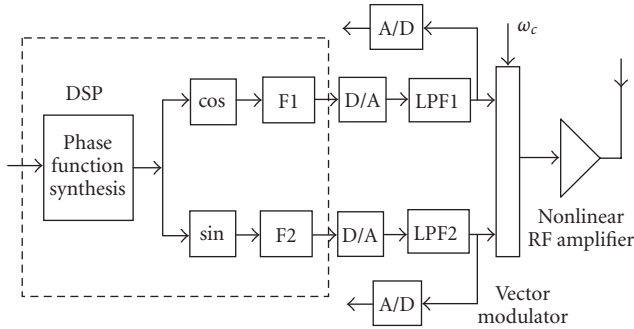 A/D
ω_c
DSP
cos
F1
D/A
LPF1
Phase
function
synthesis
sin
F2
D/A
LPF2
Nonlinear
RF amplifier
A/D
Vector
modulator